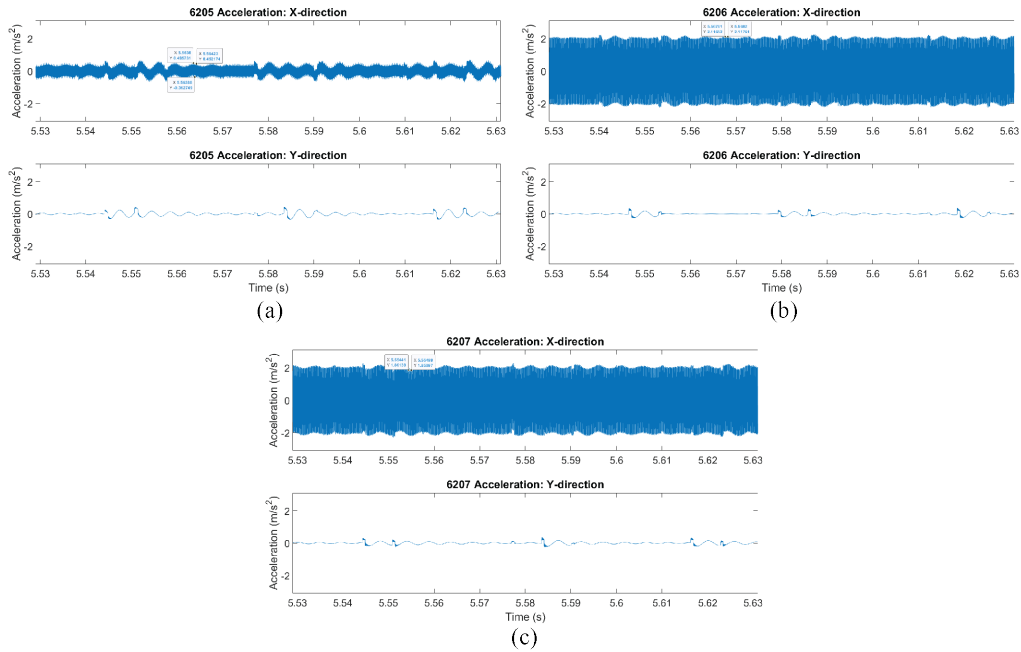 6205 Acceleration: X-direction
Acceleration (m/s²)
2
0
-2
5.53 5.54 5.55 5.56 5.57 5.58 5.59 5.6 5.61 5.62 5.63
6205 Acceleration: Y-direction
Acceleration (m/s²)
2
0
-2
5.53 5.54 5.55 5.56 5.57 5.58 5.59 5.6 5.61 5.62 5.63
Time (s)
(a)
6206 Acceleration: X-direction
Acceleration (m/s²)
2
0
-2
5.53 5.54 5.55 5.56 5.57 5.58 5.59 5.6 5.61 5.62 5.63
6206 Acceleration: Y-direction
Acceleration (m/s²)
2
0
-2
5.53 5.54 5.55 5.56 5.57 5.58 5.59 5.6 5.61 5.62 5.63
Time (s)
(b)
6207 Acceleration: X-direction
Acceleration (m/s²)
2
0
-2
5.53 5.54 5.55 5.56 5.57 5.58 5.59 5.6 5.61 5.62 5.63
6207 Acceleration: Y-direction
Acceleration (m/s²)
2
0
-2
5.53 5.54 5.55 5.56 5.57 5.58 5.59 5.6 5.61 5.62 5.63
Time (s)
(c)